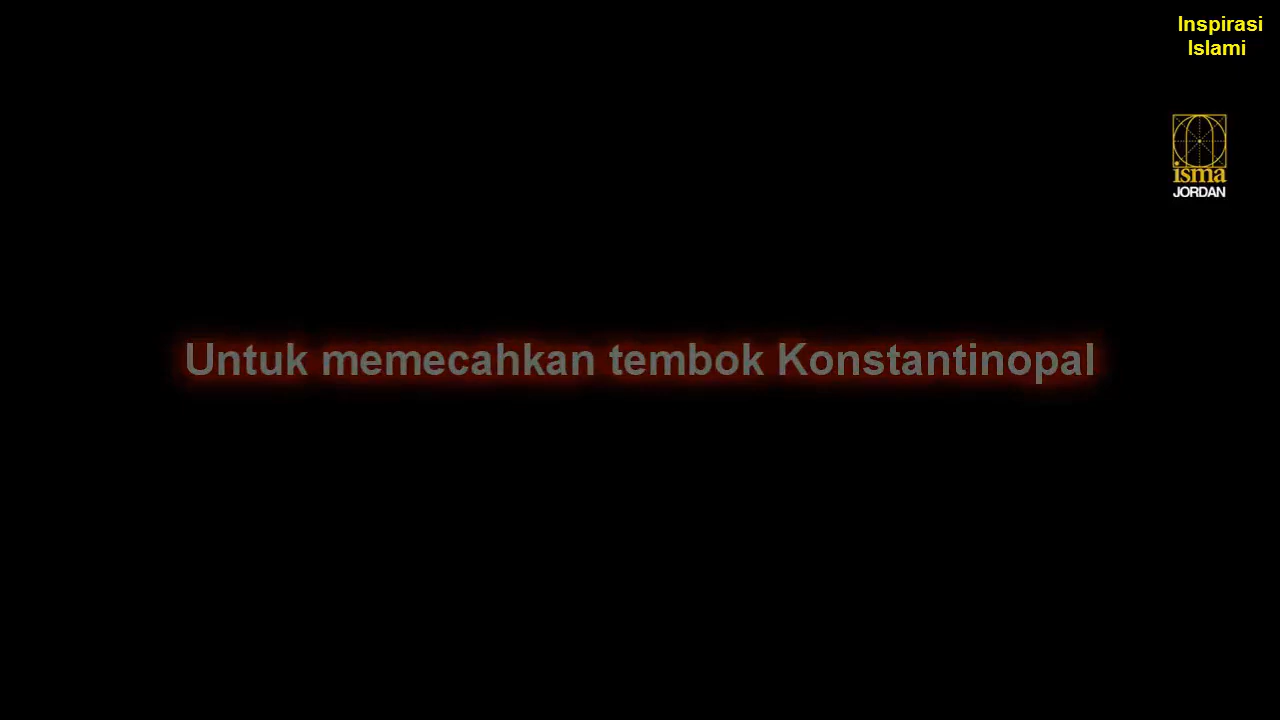 Inspirasi
Islami
isma
JORDAN
Untuk memecahkan tembok Konstantinopal